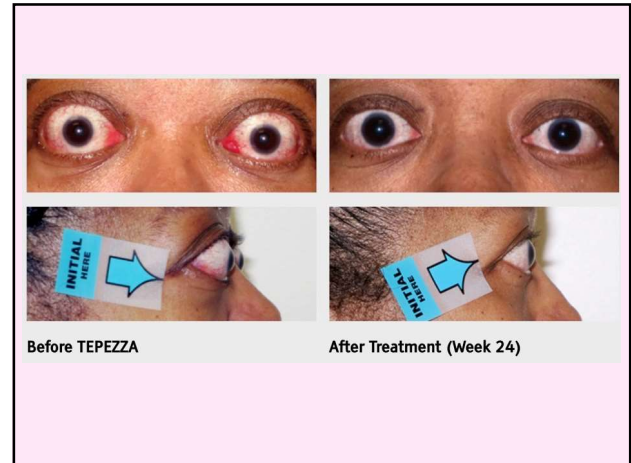 INITIAL
HERE
INITIAL
HERE
Before TEPEZZA
After Treatment (Week 24)